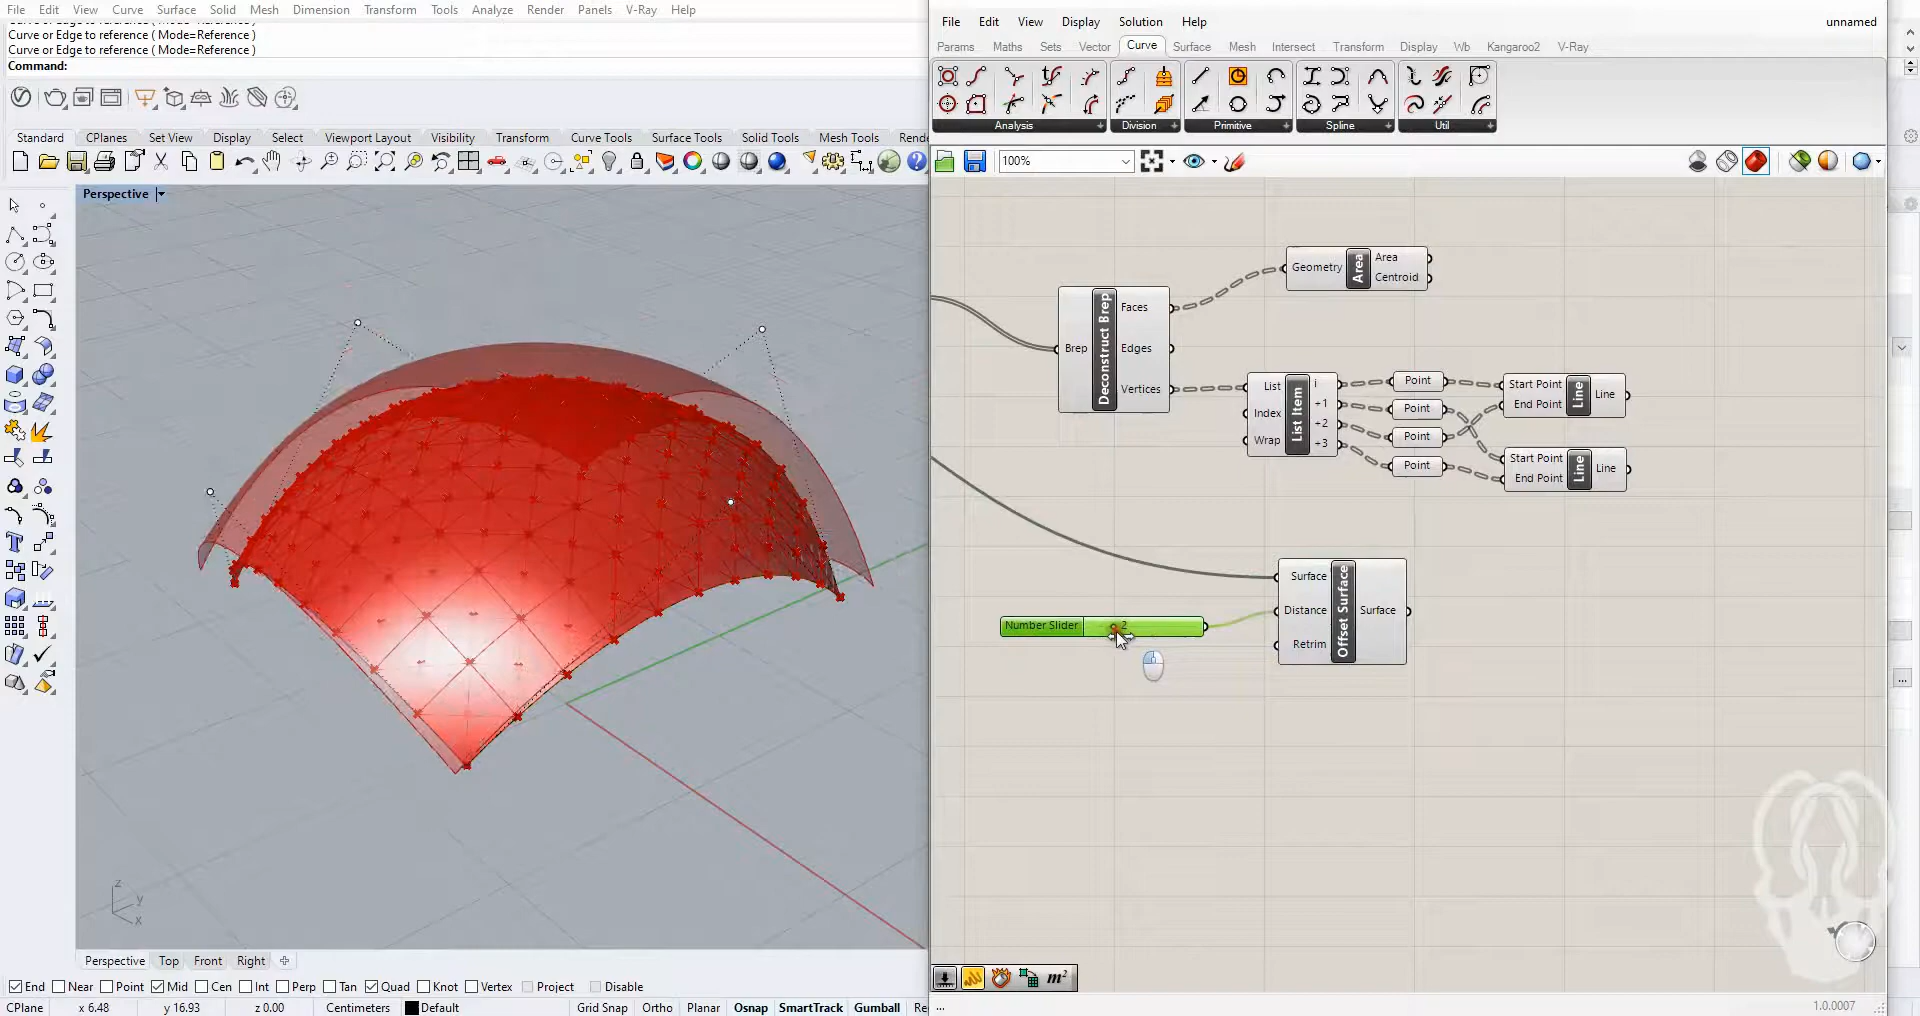 File Edit View Curve Surface Solid Mesh Dimension Transform Tools Analyze Render Panels V-Ray Help
Curve or Edge to reference ( Mode=Reference )
Curve or Edge to reference ( Mode=Reference )
Command:
Standard CPlanes Set View Display Select Viewport Layout Visibility Transform Curve Tools Surface Tools Solid Tools Mesh Tools
Perspective
z
y
x
Perspective Top Front Right
End Near Point Mid Cen Int Perp Tan Quad Knot Vertex Project Disable
CPlane x 6.48 y 16.93 z 0.00 Centimeters Default Grid Snap Ortho Planar Osnap SmartTrack Gumball
File Edit View Display Solution Help unnamed
Params Maths Sets Vector Curve Surface Mesh Intersect Transform Display Wb Kangaroo2 V-Ray
Analysis Division Primitive Spline Util
100%
Geometry Area Area Centroid
Brep Deconstruct Brep Faces Edges Vertices
List Index Wrap List Item i +1 +2 +3
Point
Point
Point
Point
Start Point End Point Line Line
Start Point End Point Line Line
Number Slider 2
Surface Distance Retrim Offset Surface Surface
m²
...
1.0.0007